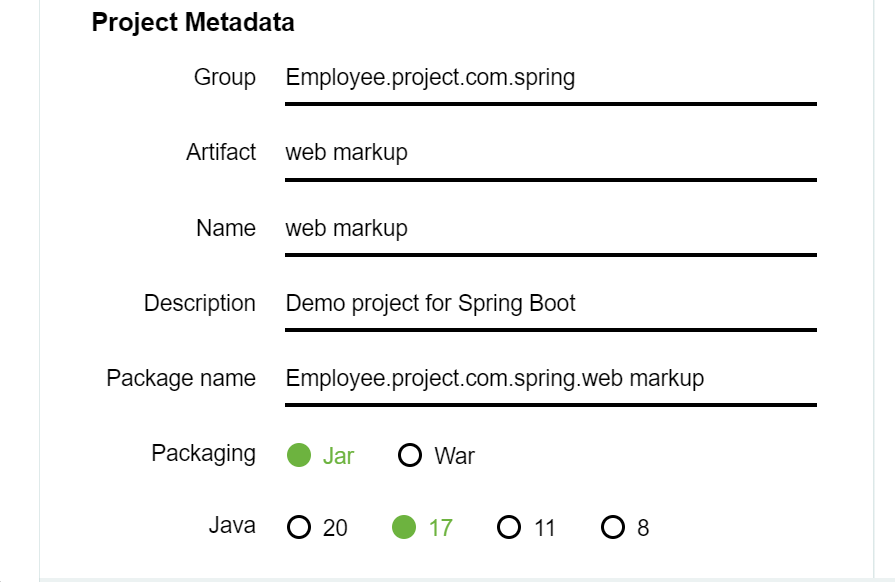 Project Metadata
Group Employee.project.com.spring
Artifact web markup
Name web markup
Description Demo project for Spring Boot
Package name Employee.project.com.spring.web markup
Packaging Jar War
Java 20 17 11 8